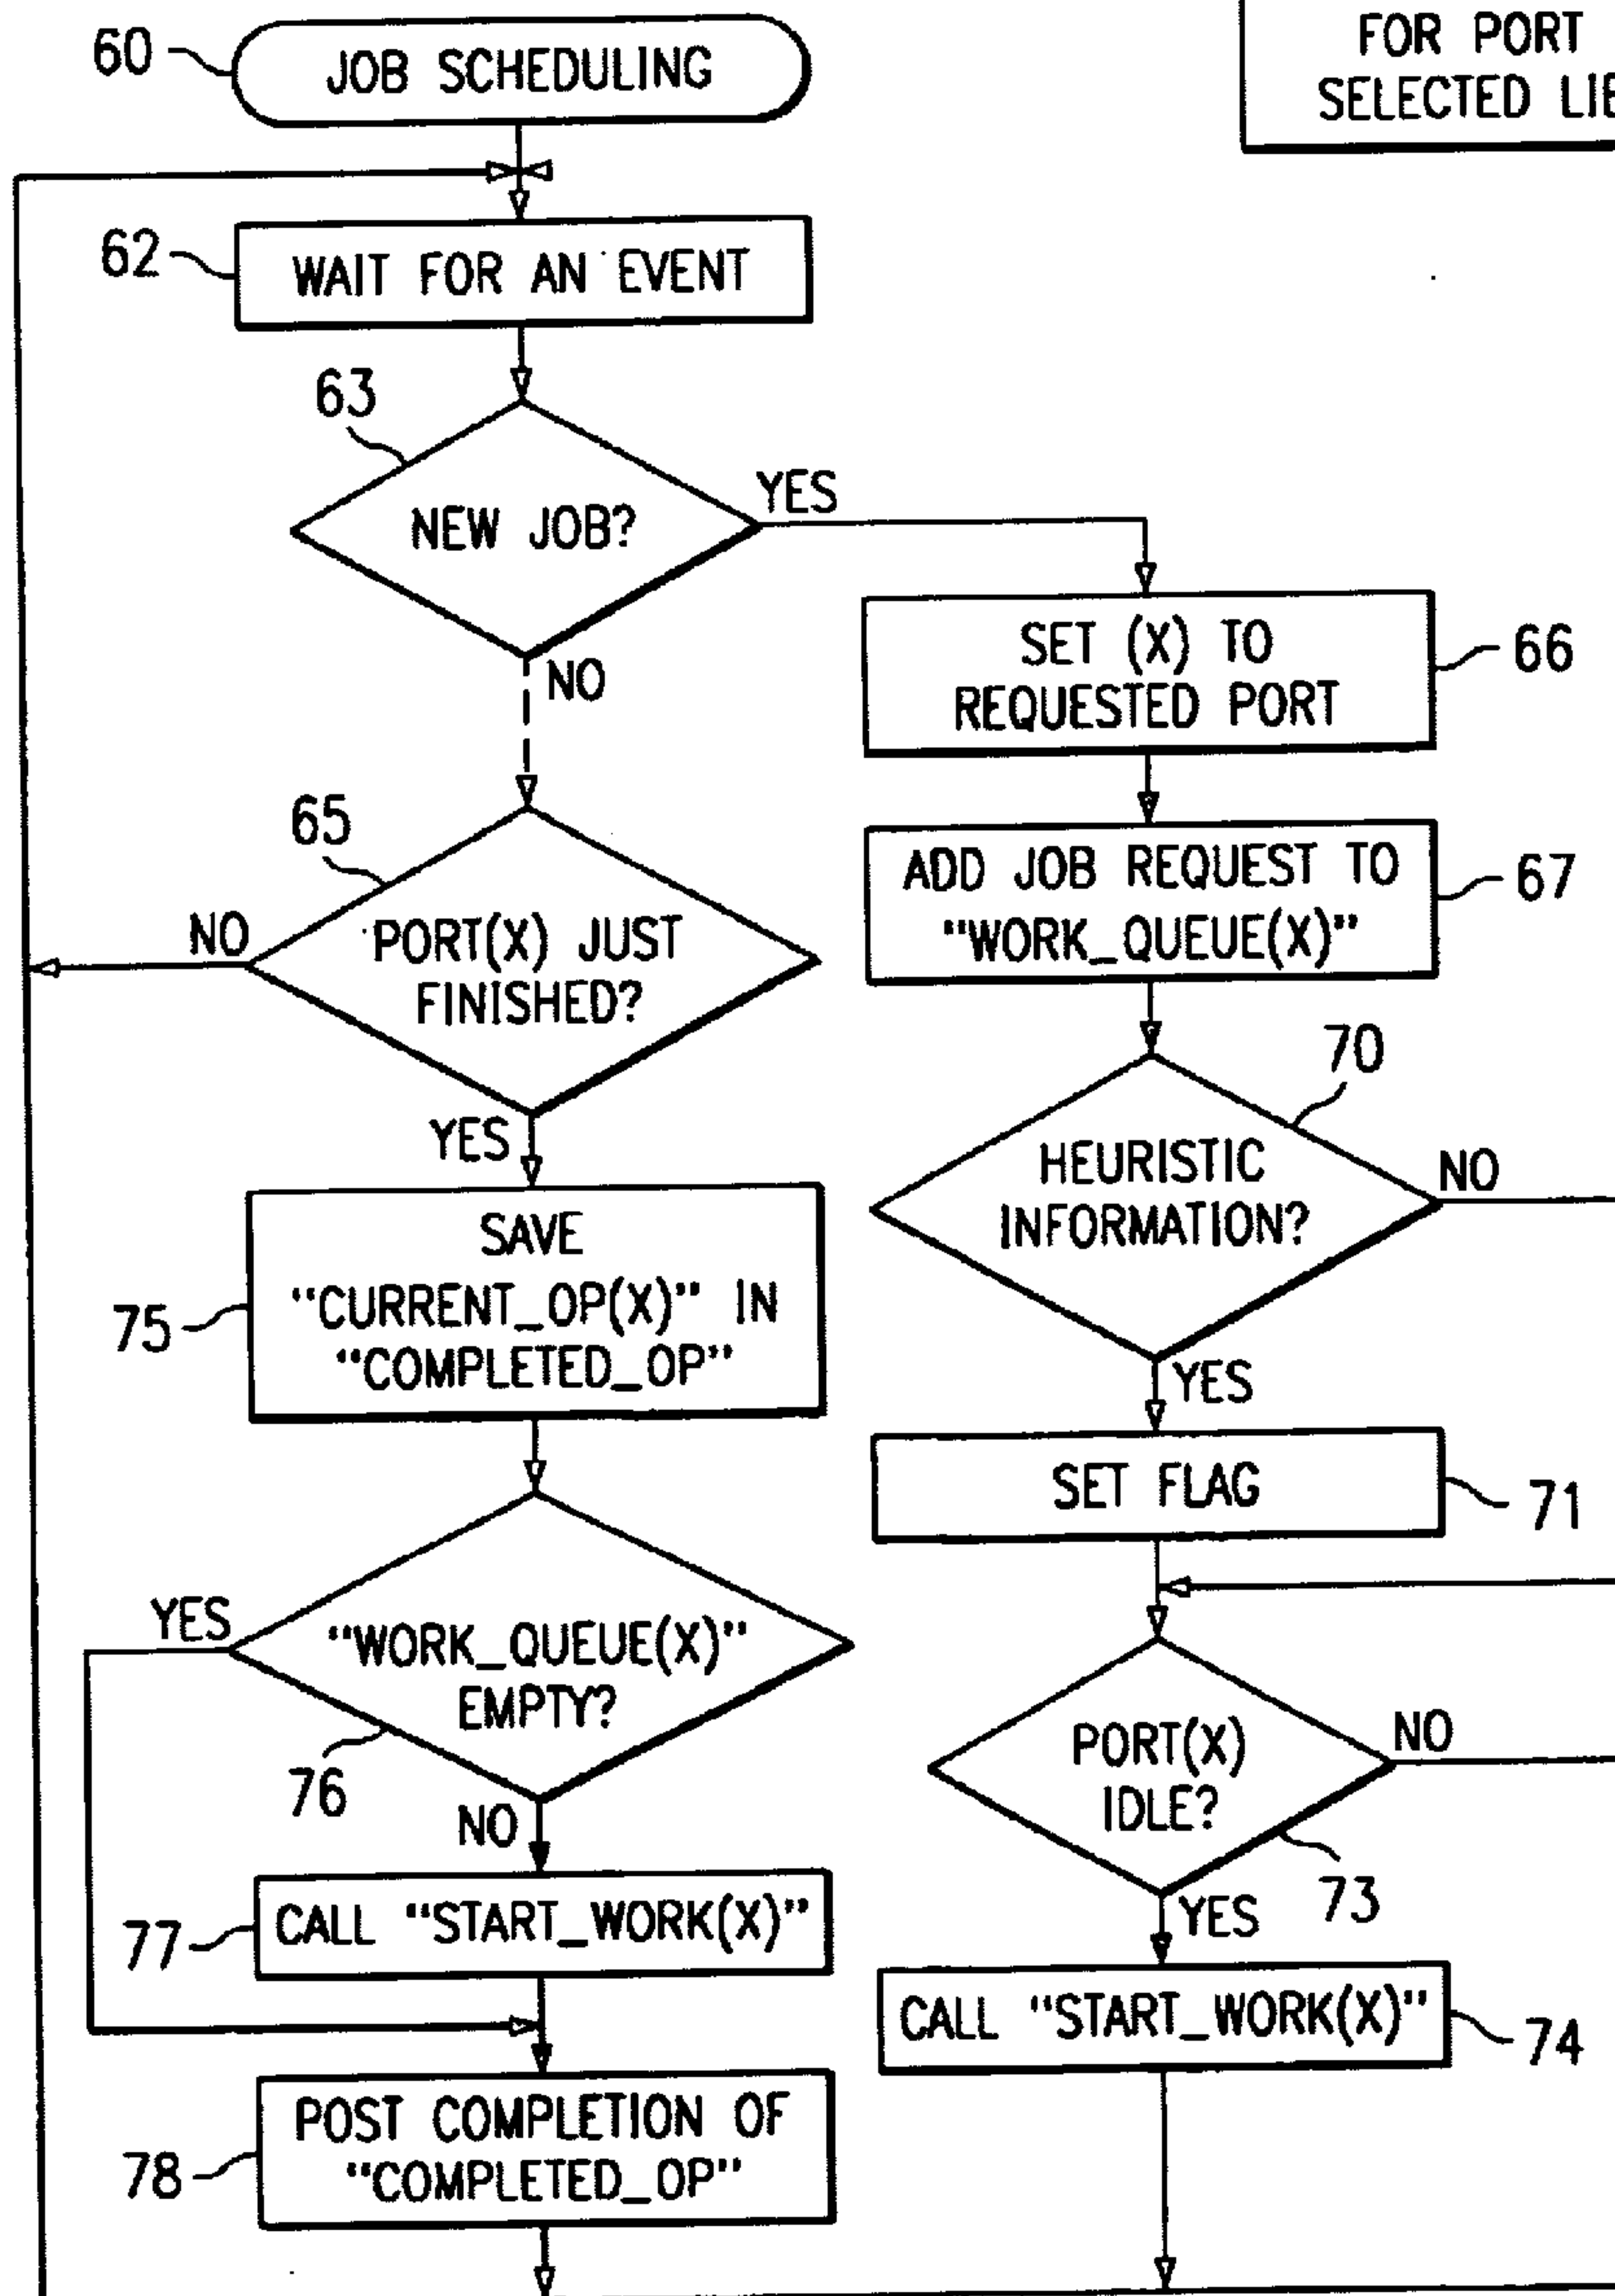 60
JOB SCHEDULING
FOR PORT
SELECTED
62
WAIT FOR AN EVENT
63
NEW JOB?
YES
NO
SET (X) TO
REQUESTED PORT
66
ADD JOB REQUEST TO
"WORK_QUEUE(X)"
67
65
NO
PORT(X) JUST
FINISHED?
YES
70
HEURISTIC
INFORMATION?
NO
YES
75
SAVE
"CURRENT_OP(X)" IN
"COMPLETED_OP"
SET FLAG
71
YES
"WORK_QUEUE(X)"
EMPTY?
76
NO
PORT(X)
IDLE?
NO
73
YES
77
CALL "START_WORK(X)"
CALL "START_WORK(X)"
74
78
POST COMPLETION OF
"COMPLETED_OP"